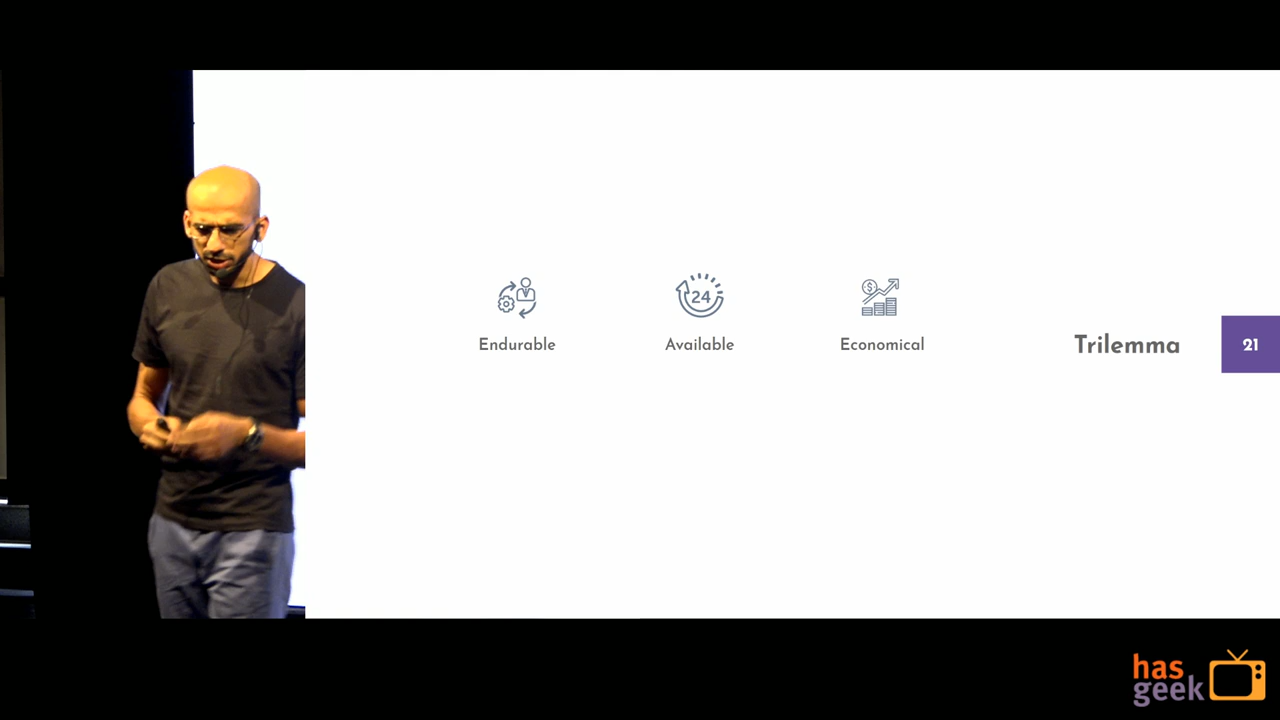 24
$
Endurable
Available
Economical
Trilemma
21
has
geek